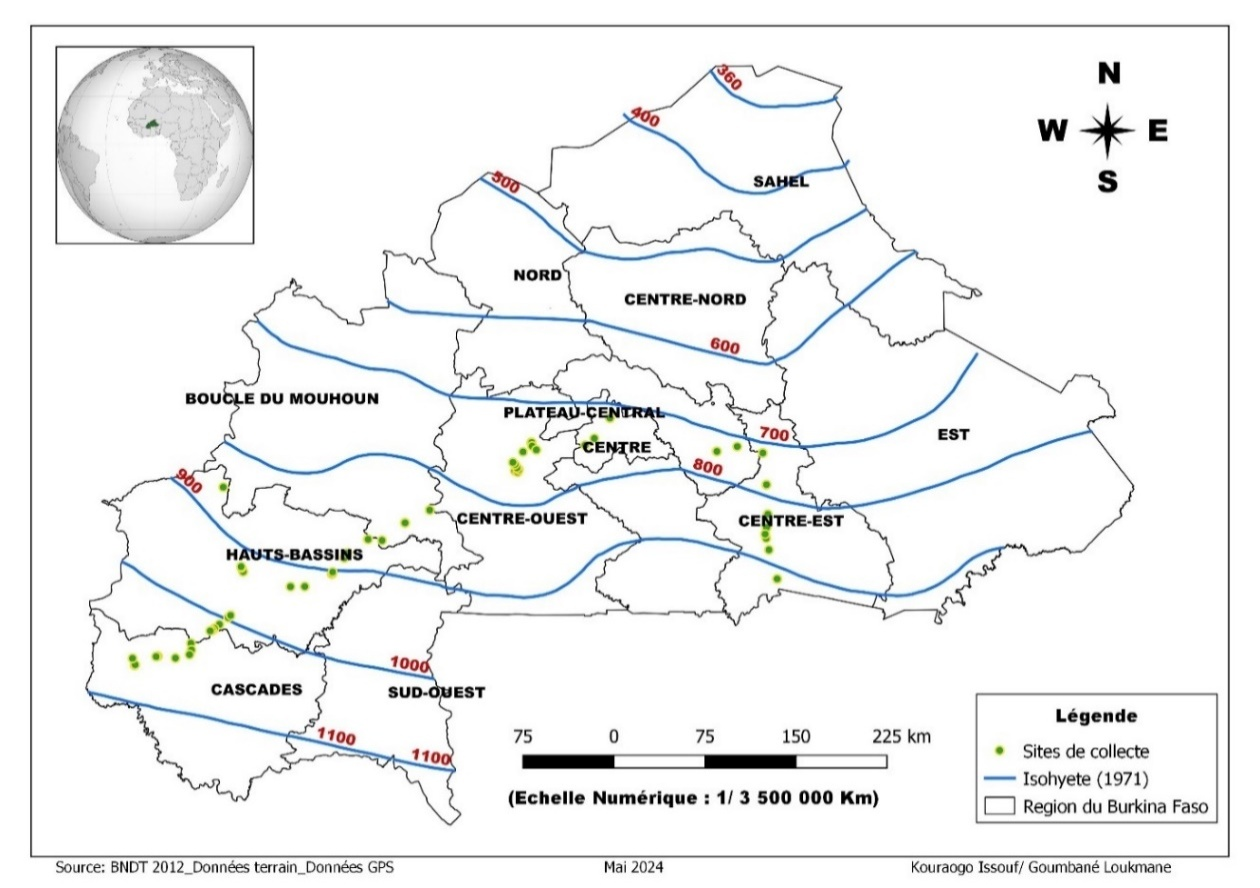 N
W E
S
360
400
SAHEL
500
NORD
CENTRE-NORD
600
BOUCLE DU MOUHOUN
PLATEAU-CENTRAL
700
EST
CENTRE
800
900
CENTRE-OUEST
CENTRE-EST
HAUTS-BASSINS
1000
CASCADES
SUD-OUEST
1100
1100
75 0 75 150 225 km
(Echelle Numérique : 1/ 3 500 000 Km)
Légende
Sites de collecte
Isohyete (1971)
Region du Burkina Faso
Source: BNDT 2012_Données terrain_Données GPS Mai 2024 Kouraogo Issouf/ Goumbané Loukmane